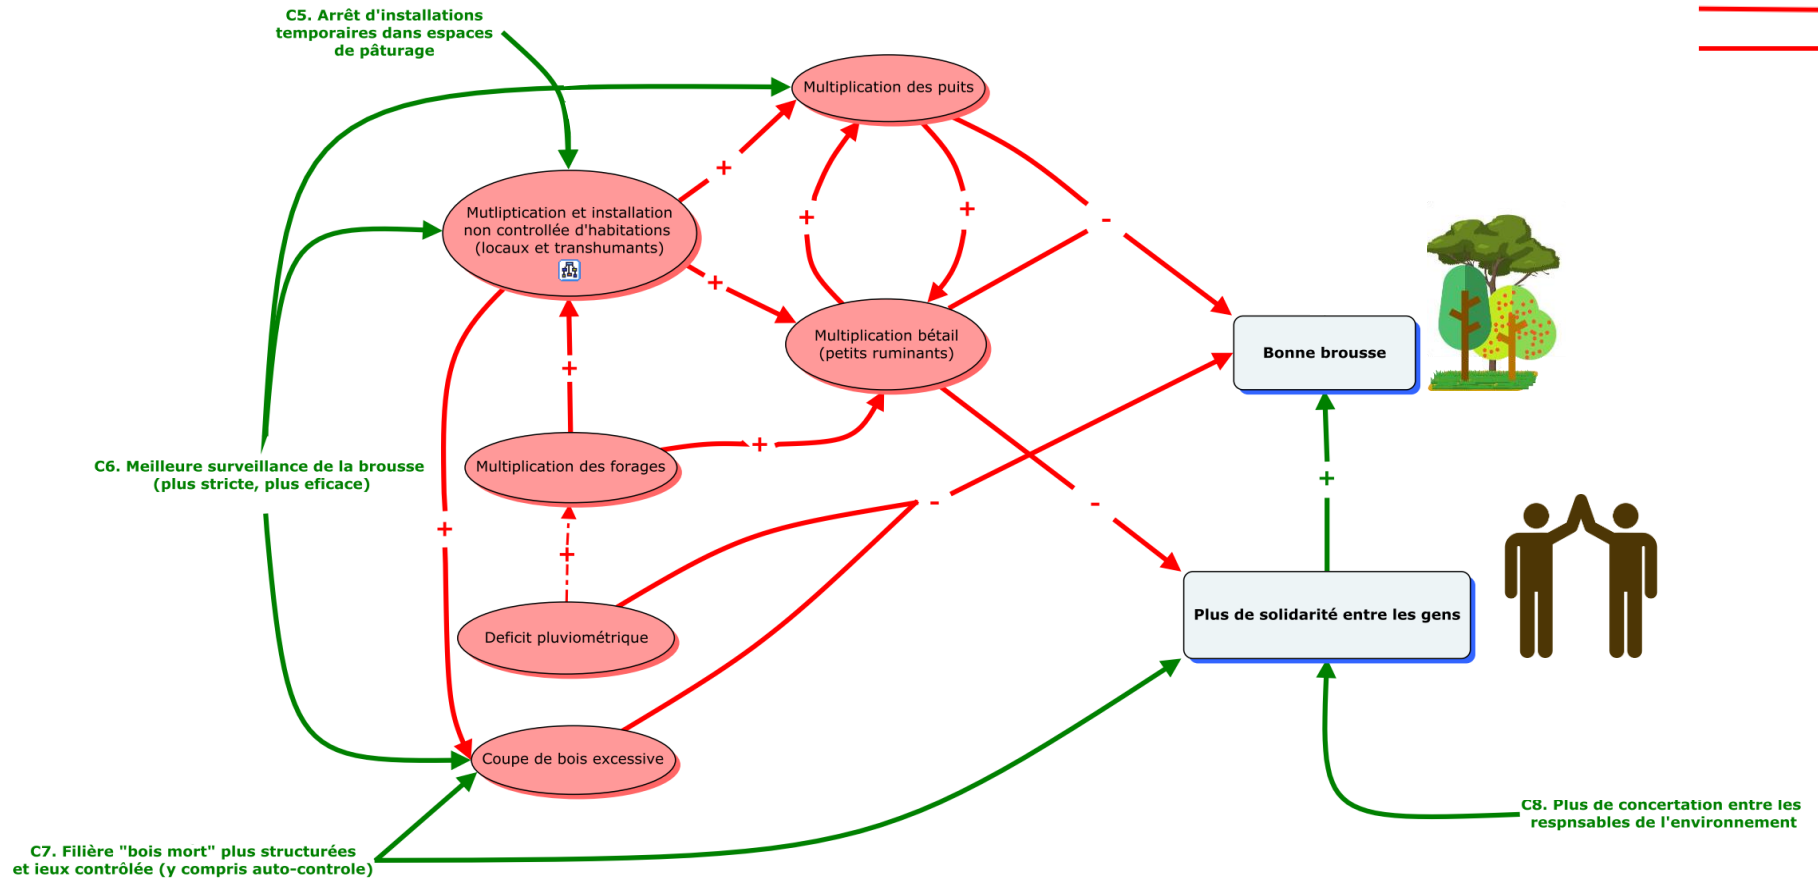 C5. Arrêt d'installations
temporaires dans espaces
de pâturage
Multiplication des puits
+
Mutliptication et installation
non controllée d'habitations
(locaux et transhumants)
+
+
-
+
Multiplication bétail
(petits ruminants)
Bonne brousse
+
+
C6. Meilleure surveillance de la brousse
(plus stricte, plus eficace)
Multiplication des forages
+
-
-
+
+
Deficit pluviométrique
Plus de solidarité entre les gens
Coupe de bois excessive
C8. Plus de concertation entre les
respnsables de l'environnement
C7. Filière "bois mort" plus structurées
et ieux contrôlée (y compris auto-controle)
+